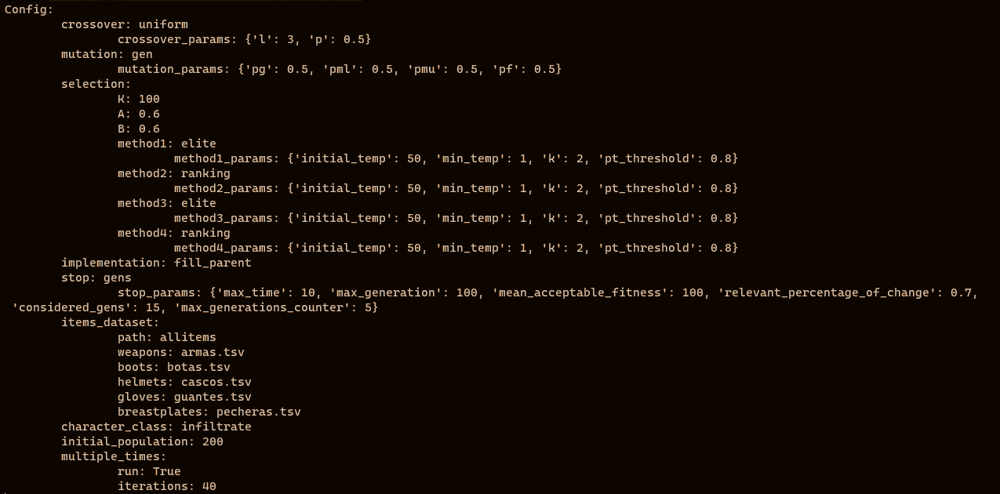 Config:
crossover: uniform
crossover_params: {'l': 3, 'p': 0.5}
mutation: gen
mutation_params: {'pg': 0.5, 'pml': 0.5, 'pmu': 0.5, 'pf': 0.5}
selection:
K: 100
A: 0.6
B: 0.6
method1: elite
method1_params: {'initial_temp': 50, 'min_temp': 1, 'k': 2, 'pt_threshold': 0.8}
method2: ranking
method2_params: {'initial_temp': 50, 'min_temp': 1, 'k': 2, 'pt_threshold': 0.8}
method3: elite
method3_params: {'initial_temp': 50, 'min_temp': 1, 'k': 2, 'pt_threshold': 0.8}
method4: ranking
method4_params: {'initial_temp': 50, 'min_temp': 1, 'k': 2, 'pt_threshold': 0.8}
implementation: fill_parent
stop: gens
stop_params: {'max_time': 10, 'max_generation': 100, 'mean_acceptable_fitness': 100, 'relevant_percentage_of_change': 0.7,
'considered_gens': 15, 'max_generations_counter': 5}
items_dataset:
path: allitems
weapons: armas.tsv
boots: botas.tsv
helmets: cascos.tsv
gloves: guantes.tsv
breastplates: pecheras.tsv
character_class: infiltrate
initial_population: 200
multiple_times:
run: True
iterations: 40